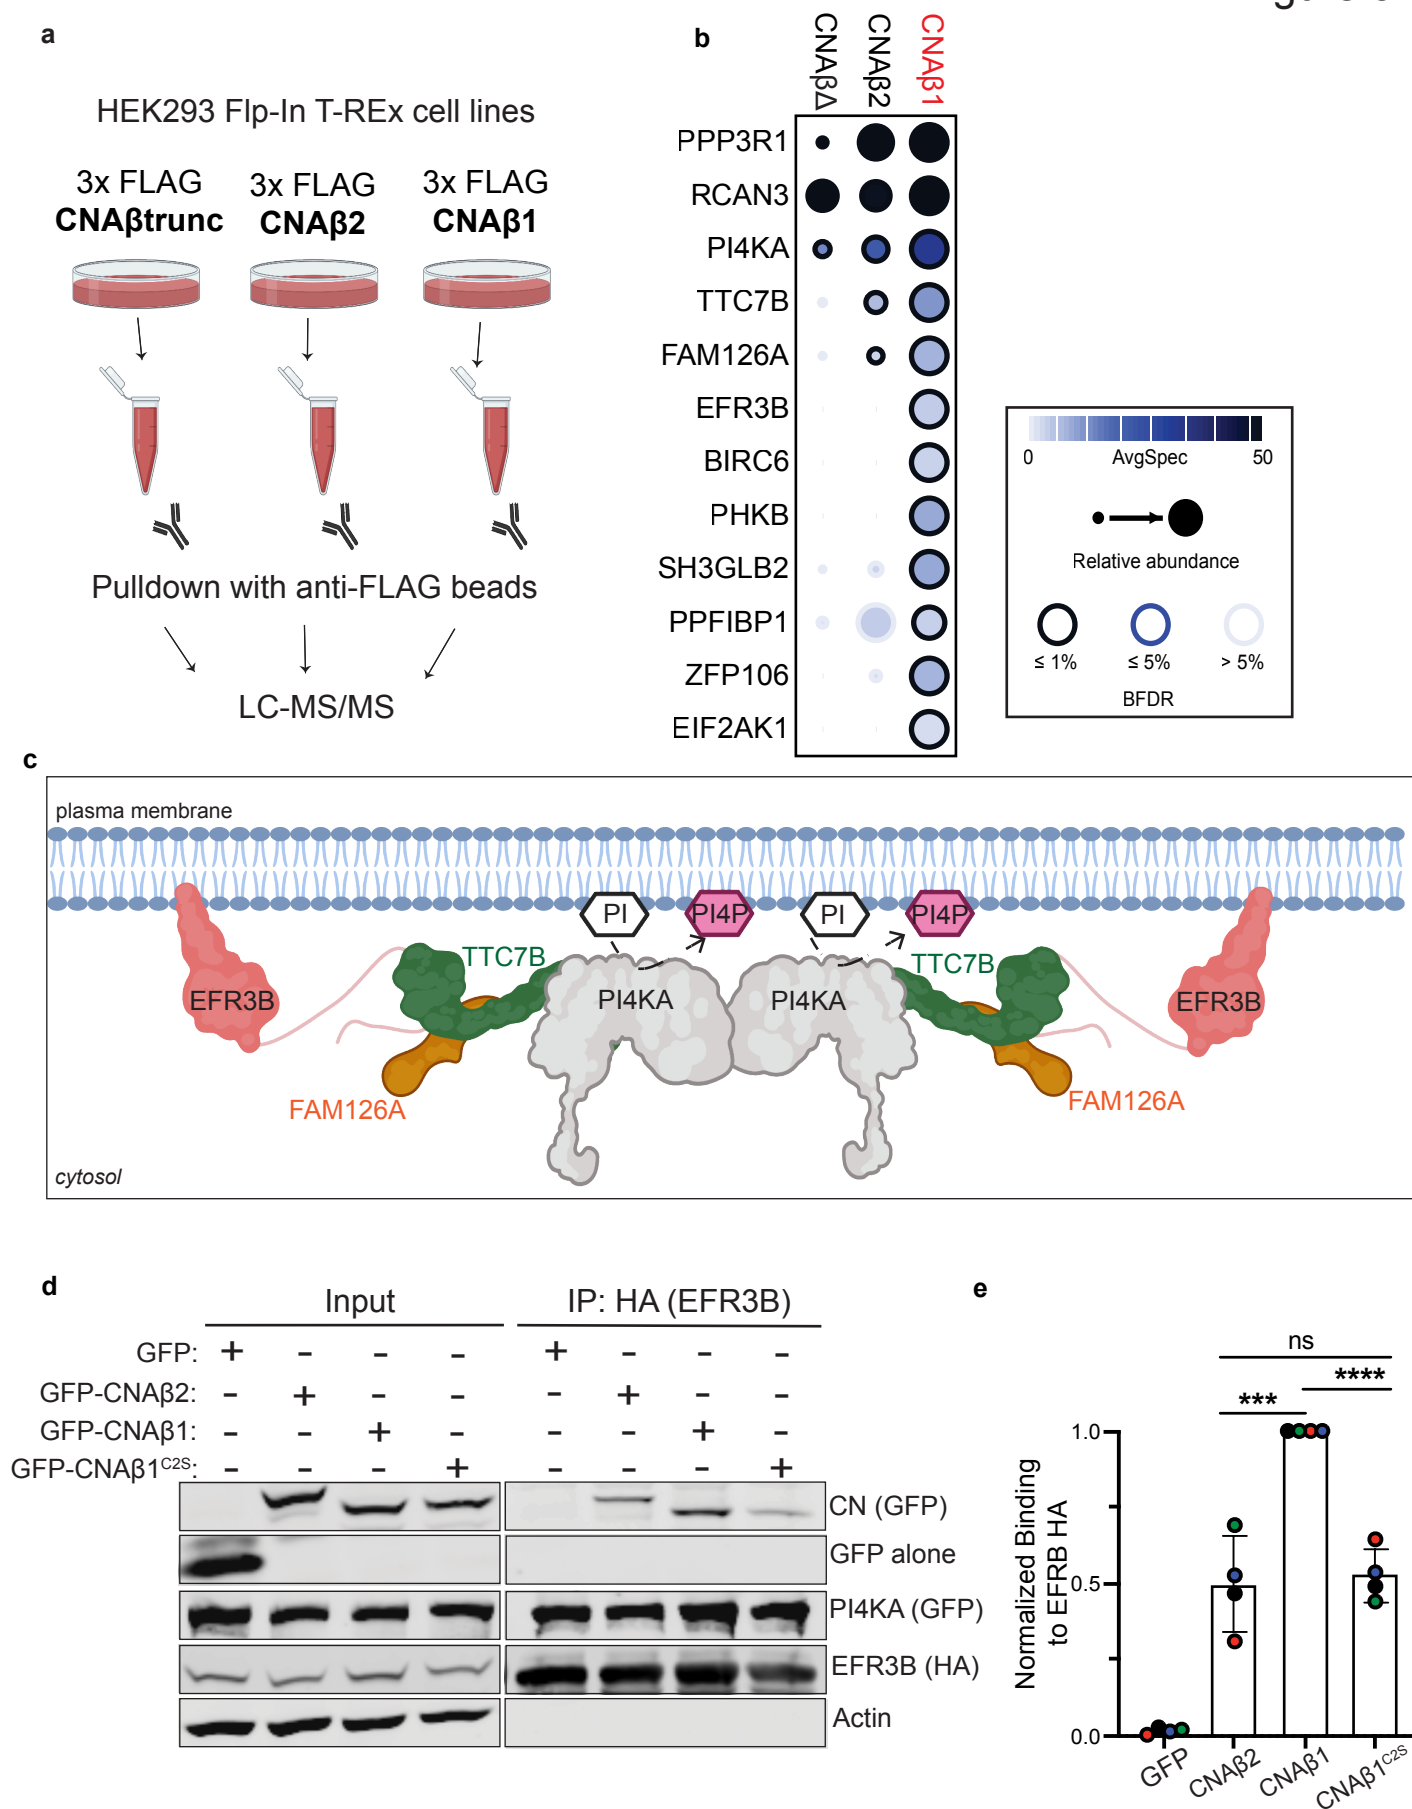 a
HEK293 Flp-In T-REx cell lines
3x FLAG
CNAβtrunc
3x FLAG
CNAβ2
3x FLAG
CNAβ1
Pulldown with anti-FLAG beads
LC-MS/MS
b
CNAβΔ
CNAβ2
CNAβ1
PPP3R1
RCAN3
PI4KA
TTC7B
FAM126A
EFR3B
BIRC6
PHKB
SH3GLB2
PPFIBP1
ZFP106
EIF2AK1
0 AvgSpec 50
Relative abundance
≤ 1% ≤ 5% > 5%
BFDR
c
plasma membrane
PI PI4P PI PI4P
TTC7B TTC7B
EFR3B PI4KA PI4KA EFR3B
FAM126A FAM126A
cytosol
d
Input IP: HA (EFR3B)
GFP: + - - - + - - -
GFP-CNAβ2: - + - - - + - -
GFP-CNAβ1: - - + - - - + -
GFP-CNAβ1C2S: - - - + - - - +
CN (GFP)
GFP alone
PI4KA (GFP)
EFR3B (HA)
Actin
e
ns
****
***
Normalized Binding
to EFRB HA
1.0
0.5
0.0
GFP
CNAβ2
CNAβ1
CNAβ1C2S